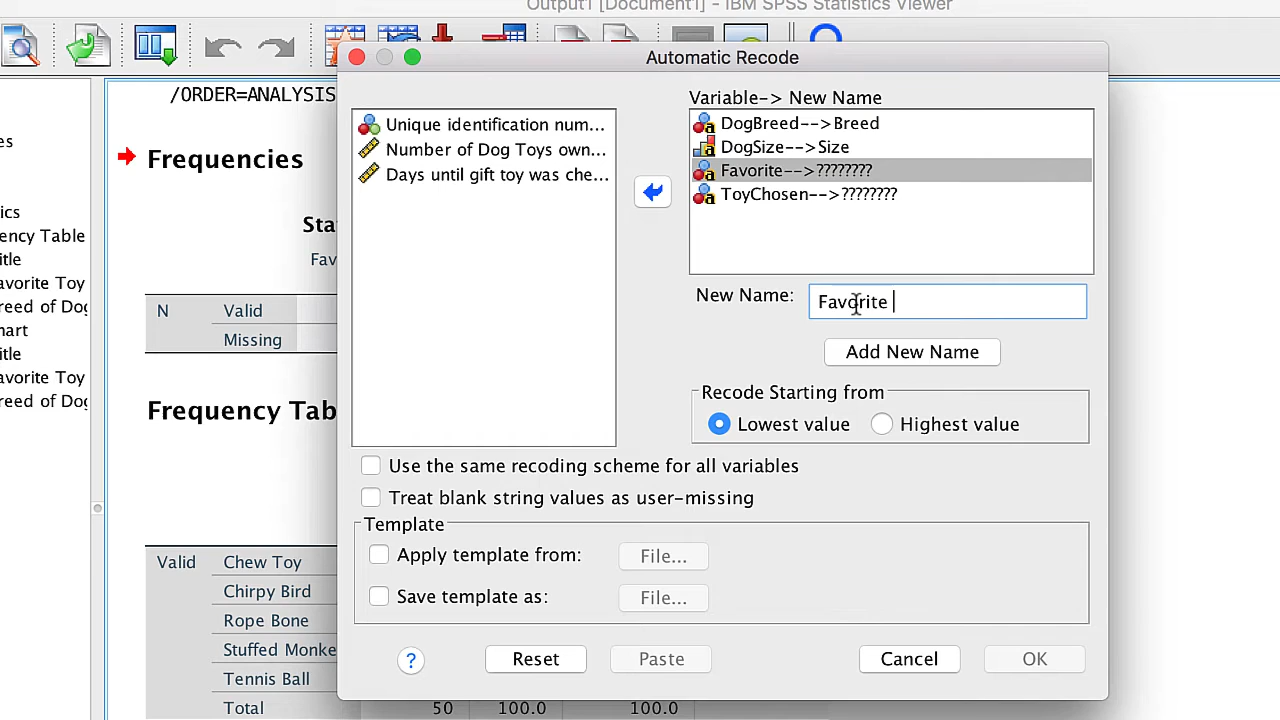 Output1 [Document1] - IBM SPSS Statistics Viewer
Automatic Recode
/ORDER=ANALYSIS
Frequencies
N Valid
Missing
Frequency Tab
Valid Chew Toy
Chirpy Bird
Rope Bone
Stuffed Monke
Tennis Ball
Total 50 100.0 100.0
es
ics
ency Table
itle
avorite Toy
reed of Dog
hart
itle
avorite Toy
reed of Dog
Sta
Fav
Unique identification num...
Number of Dog Toys own...
Days until gift toy was che...
Variable-> New Name
DogBreed-->Breed
DogSize-->Size
Favorite-->????????
ToyChosen-->????????
New Name: Favorite
Add New Name
Recode Starting from
Lowest value Highest value
Use the same recoding scheme for all variables
Treat blank string values as user-missing
Template
Apply template from: File...
Save template as: File...
? Reset Paste Cancel OK